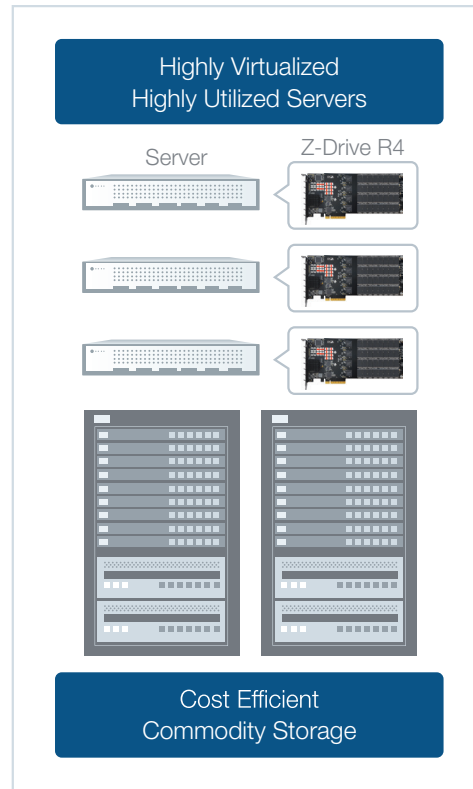 Highly Virtualized
Highly Utilized Servers
Server
Z-Drive R4
Cost Efficient
Commodity Storage